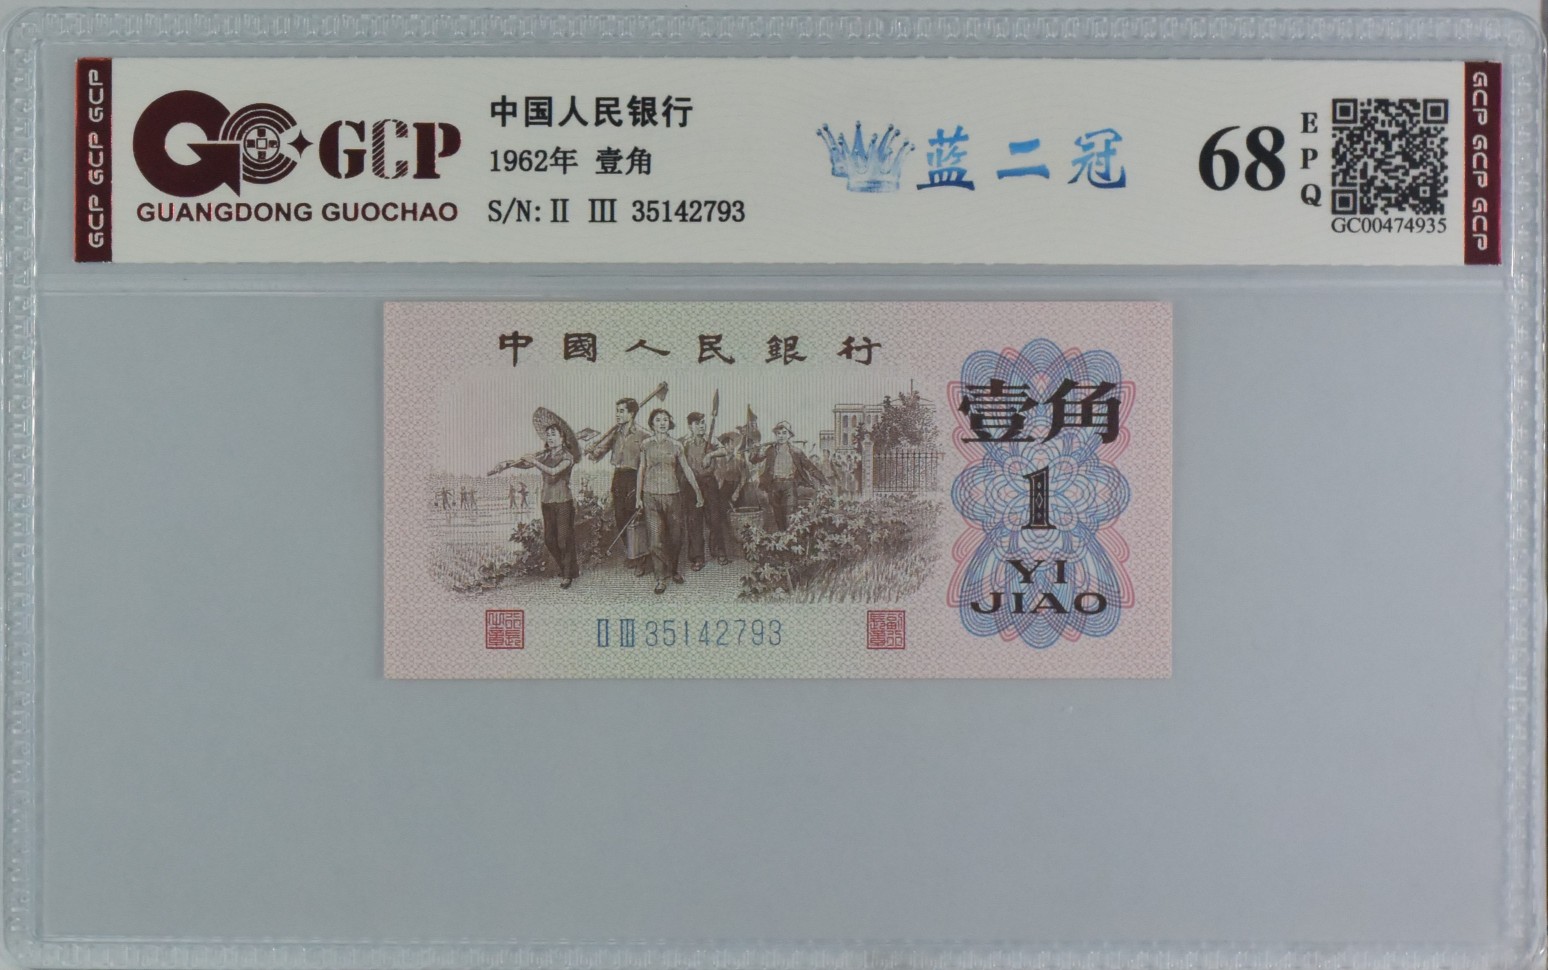 GCP GCP GCP
GCP
GUANGDONG GUOCHAO
中国人民银行
1962年 壹角
S/N: II III 35142793
蓝二冠
68
EPQ
GC00474935
GCP GCP GCP
中國人民銀行
壹角
1
YI
JIAO
II III 35142793